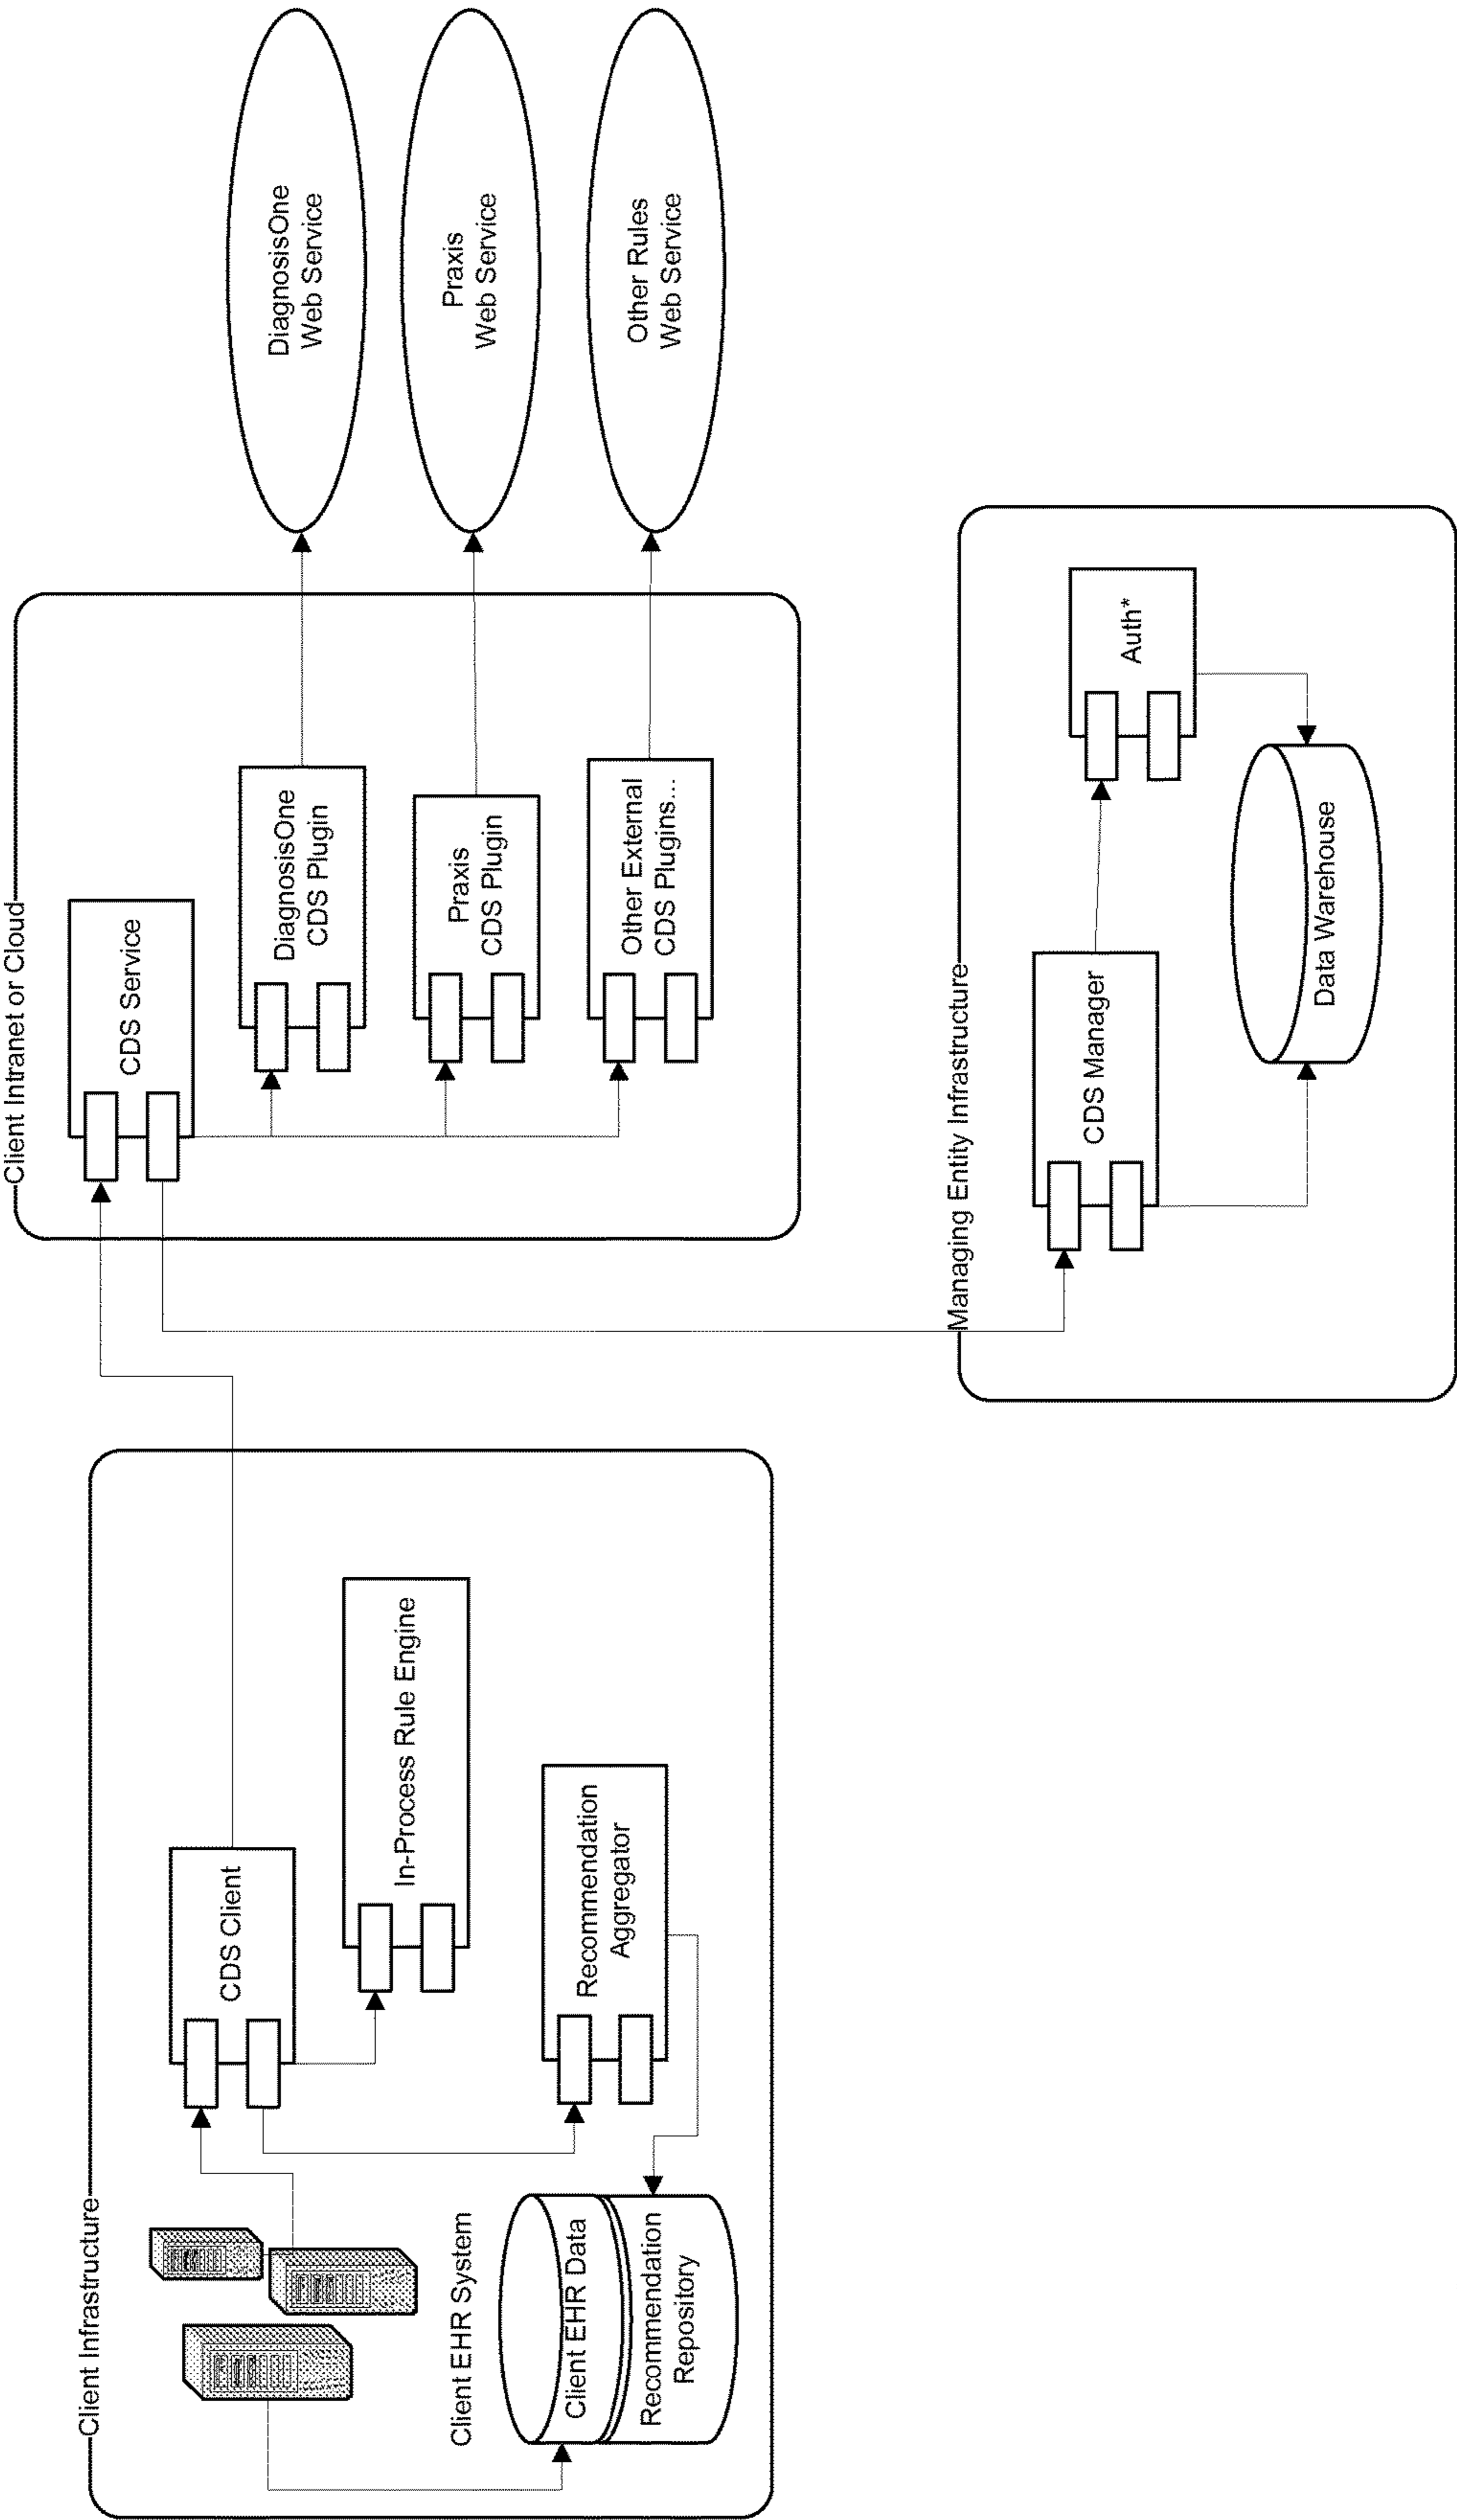 Client Infrastructure
Client EHR System
Client EHR Data
Recommendation
Repository
CDS Client
In-Process Rule Engine
Recommendation
Aggregator
Client Intranet or Cloud
CDS Service
DiagnosisOne
CDS Plugin
Praxis
CDS Plugin
Other External
CDS Plugins...
DiagnosisOne
Web Service
Praxis
Web Service
Other Rules
Web Service
Managing Entity Infrastructure
CDS Manager
Auth*
Data Warehouse